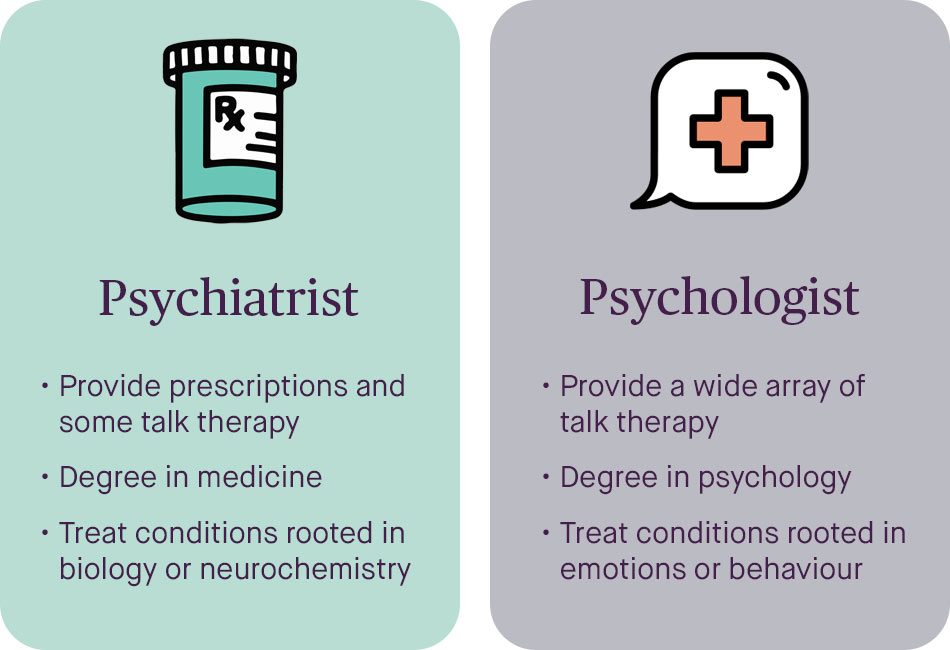 Rx
Psychiatrist
• Provide prescriptions and
some talk therapy
• Degree in medicine
• Treat conditions rooted in
biology or neurochemistry
Psychologist
• Provide a wide array of
talk therapy
• Degree in psychology
• Treat conditions rooted in
emotions or behaviour